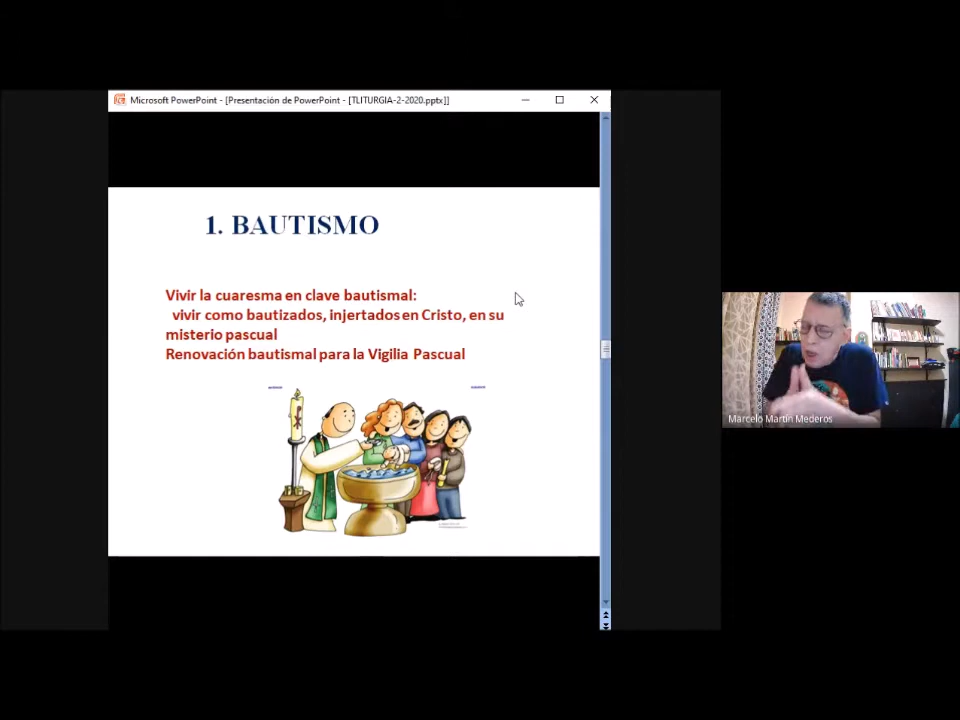 Microsoft PowerPoint - [Presentación de PowerPoint - [TLITURGIA-2-2020.pptx]]
1. BAUTISMO
Vivir la cuaresma en clave bautismal:
vivir como bautizados, injertados en Cristo, en su
misterio pascual
Renovación bautismal para la Vigilia Pascual
Marcelo Martín Mederos